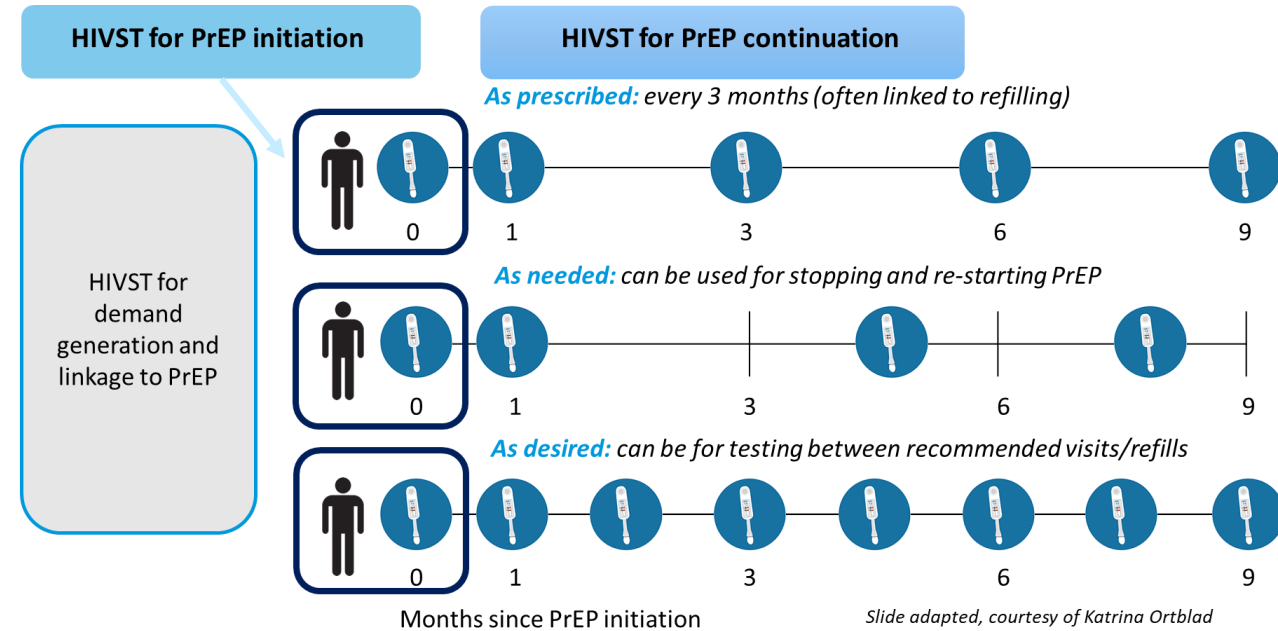 HIVST for PrEP initiation
HIVST for PrEP continuation
As prescribed: every 3 months (often linked to refilling)
0 1 3 6 9
HIVST for
demand
generation and
linkage to PrEP
As needed: can be used for stopping and re-starting PrEP
0 1 3 6 9
As desired: can be for testing between recommended visits/refills
0 1 3 6 9
Months since PrEP initiation
Slide adapted, courtesy of Katrina Ortblad